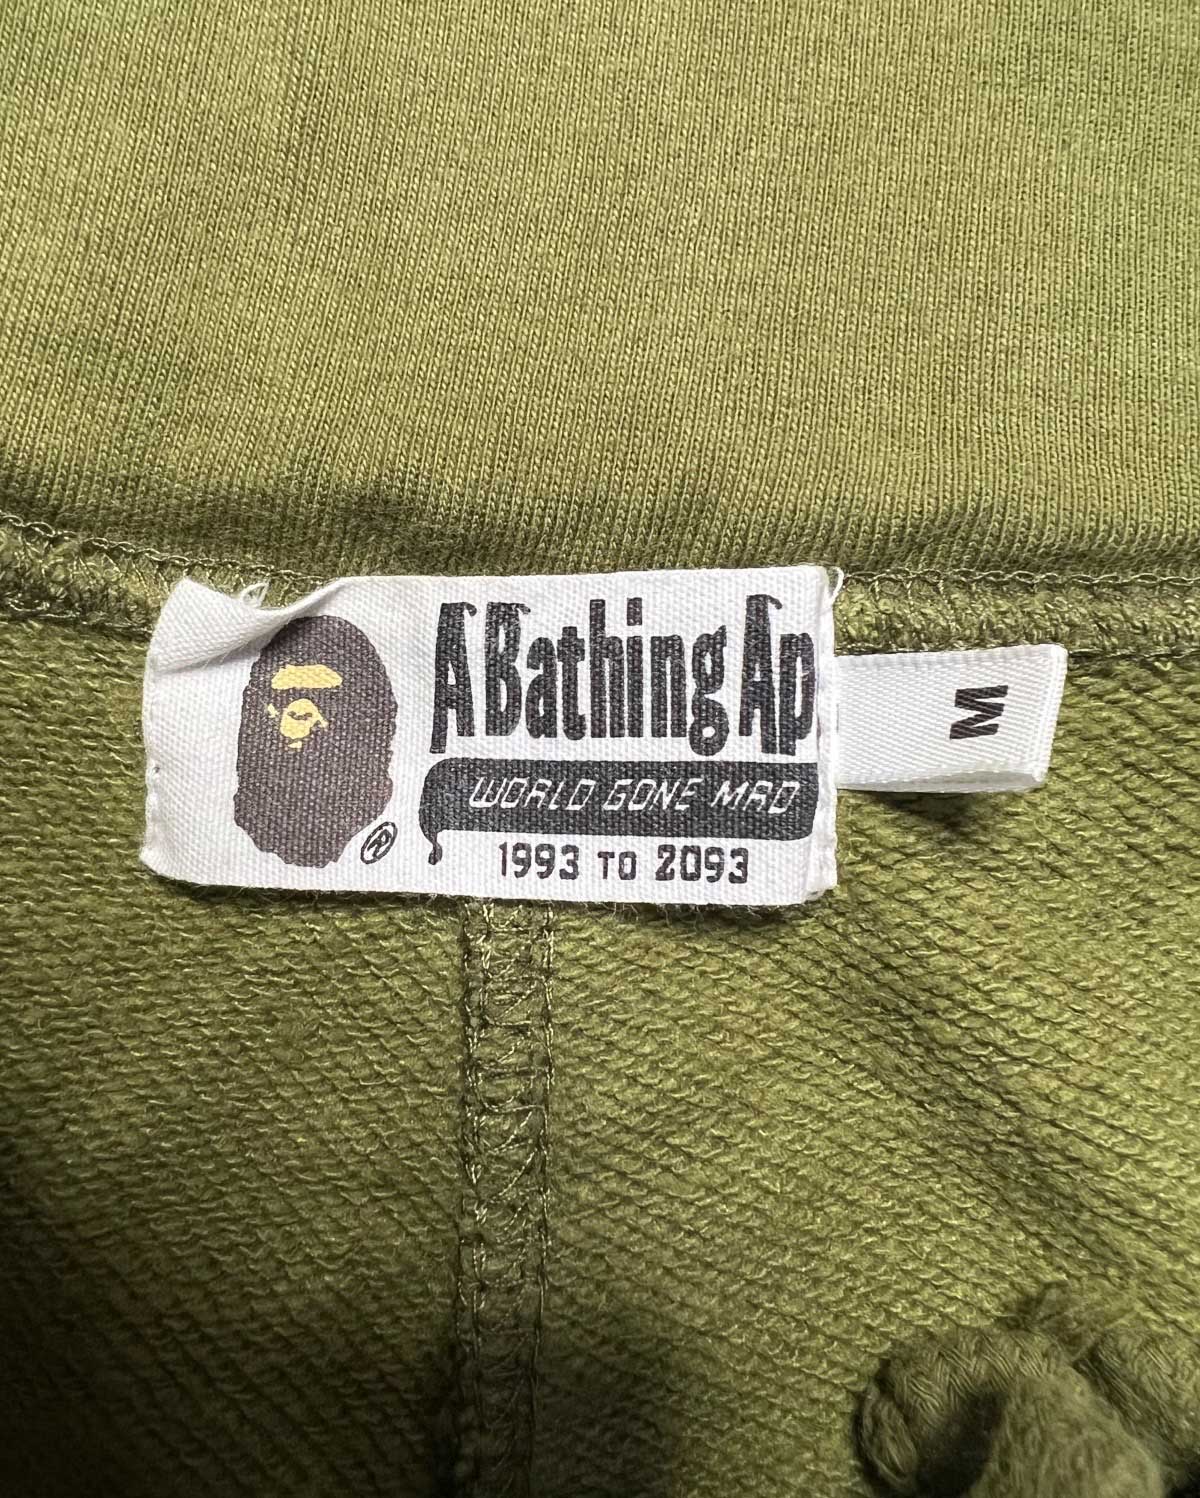 A Bathing Ap
WORLD GONE MAD
1993 TO 2093
®
M